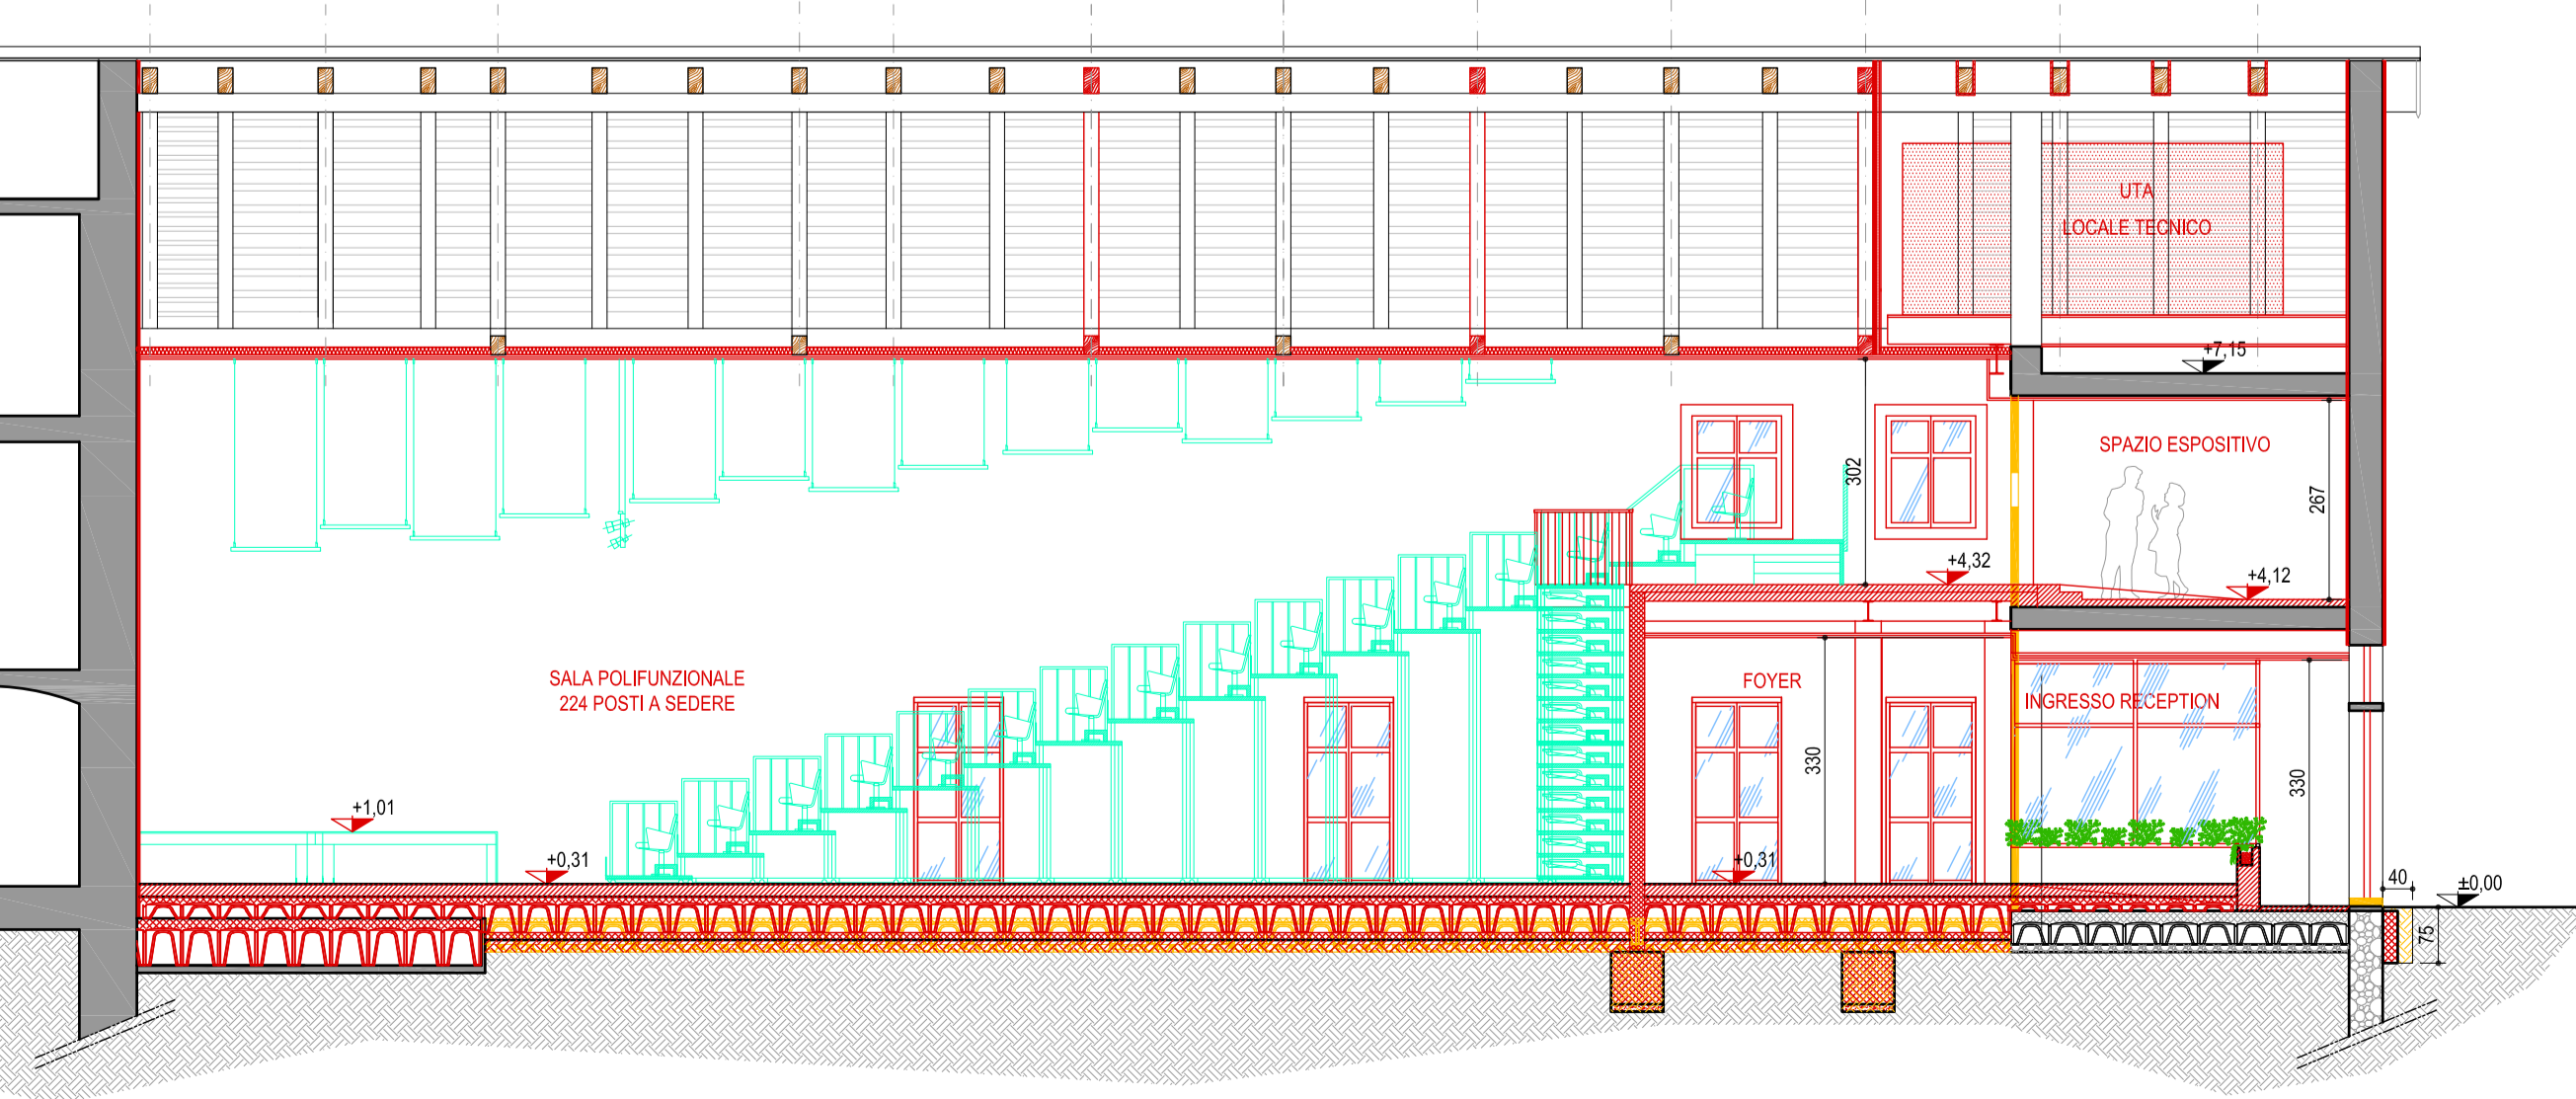 UTA
LOCALE TECNICO
+7,15
SPAZIO ESPOSITIVO
302
267
+4,32
+4,12
SALA POLIFUNZIONALE
224 POSTI A SEDERE
FOYER
INGRESSO RECEPTION
330
330
+1,01
+0,31
+0,31
40
±0,00
75